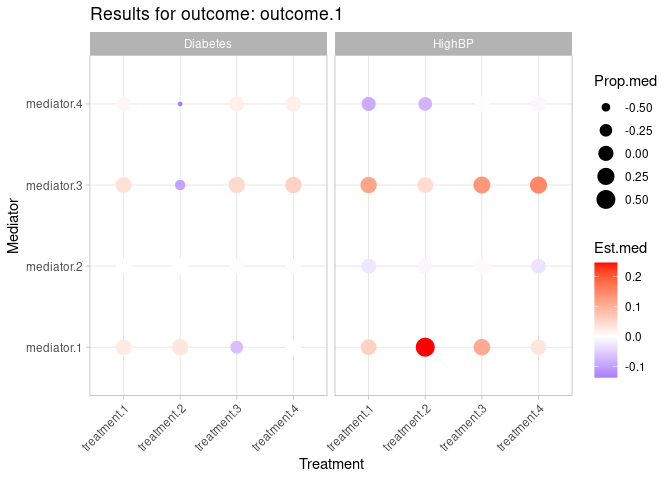 Results for outcome: outcome.1
Diabetes
HighBP
Mediator
mediator.4
mediator.3
mediator.2
mediator.1
treatment.1
treatment.2
treatment.3
treatment.4
treatment.1
treatment.2
treatment.3
treatment.4
Treatment
Prop.med
-0.50
-0.25
0.00
0.25
0.50
Est.med
0.2
0.1
0.0
-0.1